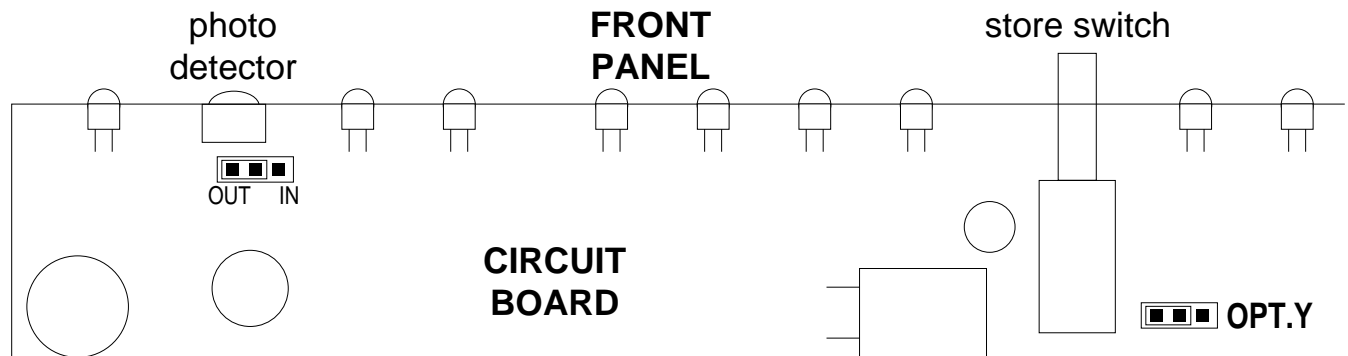 photo
detector
FRONT
PANEL
store switch
OUT IN
CIRCUIT
BOARD
OPT.Y